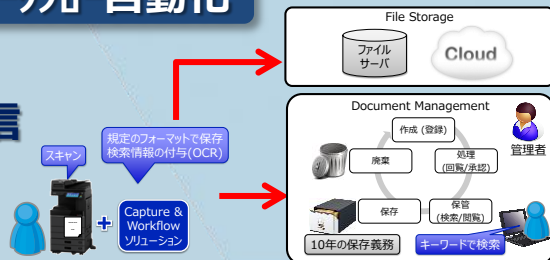 自動化
信
スキャン
規定のフォーマットで保存
検索情報の付与(OCR)
+
Capture &
Workflow
ソリューション
File Storage
ファイル
サーバ
Cloud
Document Management
作成 (登録)
管理者
処理
(回覧/承認)
廃棄
保管
(検索/閲覧)
保存
10年の保存義務
キーワードで検索